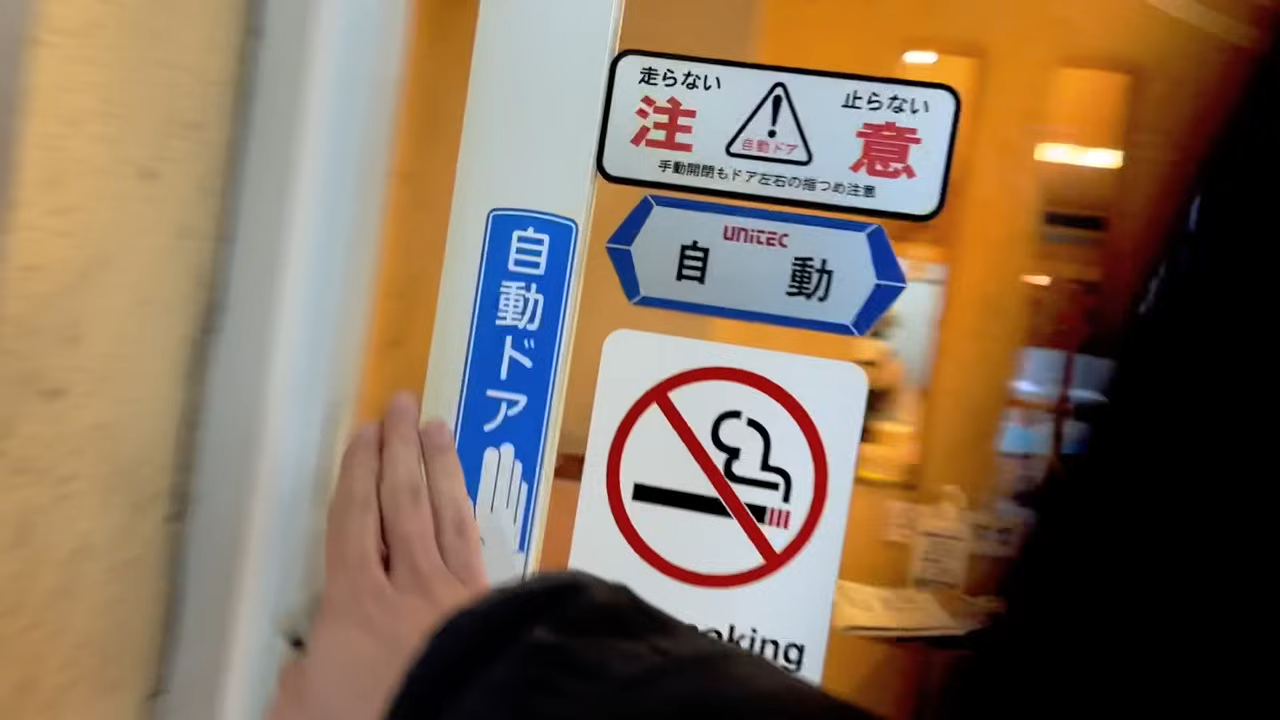 走らない 止らない
注 意
自動ドア
手動開閉もドア左右の指つめ注意
UNITEC
自 動
自動ドア
king